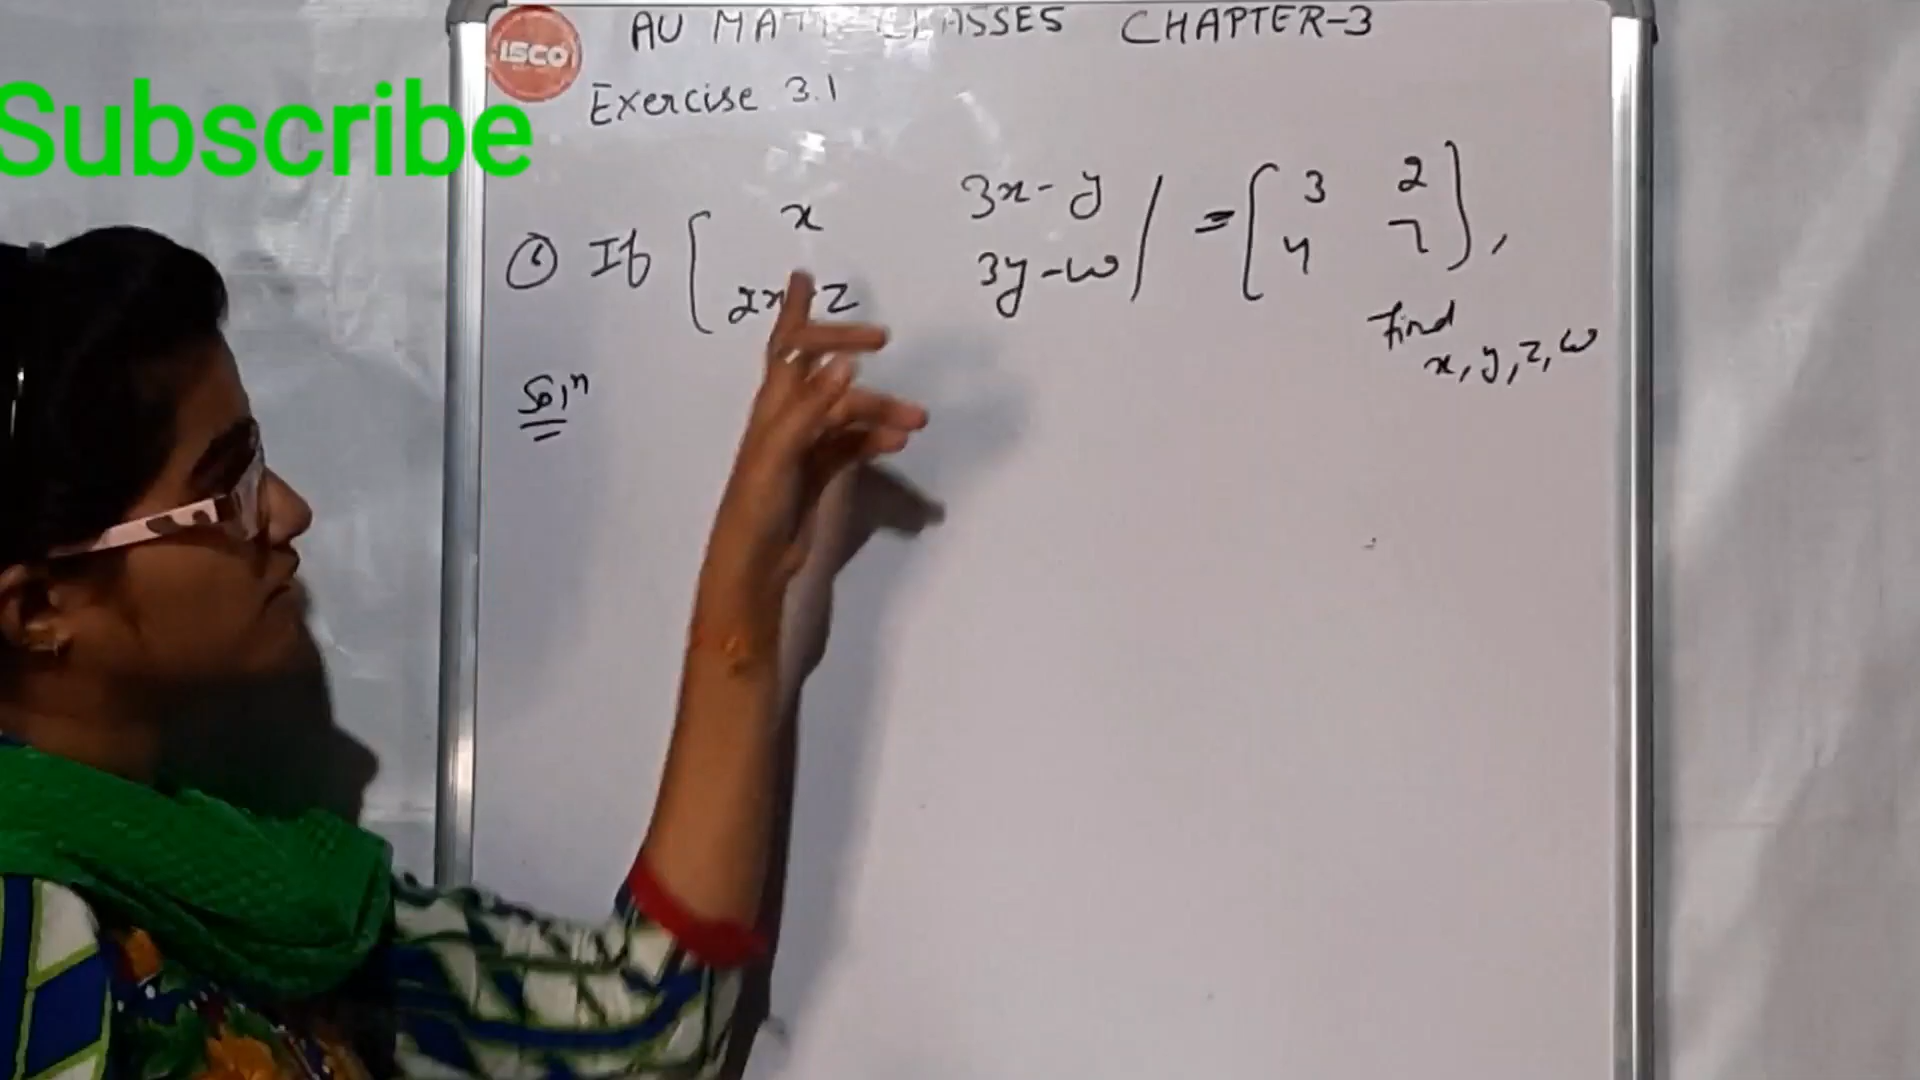 AU MATH CLASSES CHAPTER-3
ISCO
Exercise 3.1
Subscribe
① If [ x 3x-y ] = [ 3 2 ],
2x z 3y-w 4 7
find
x, y, z, w
Solⁿ